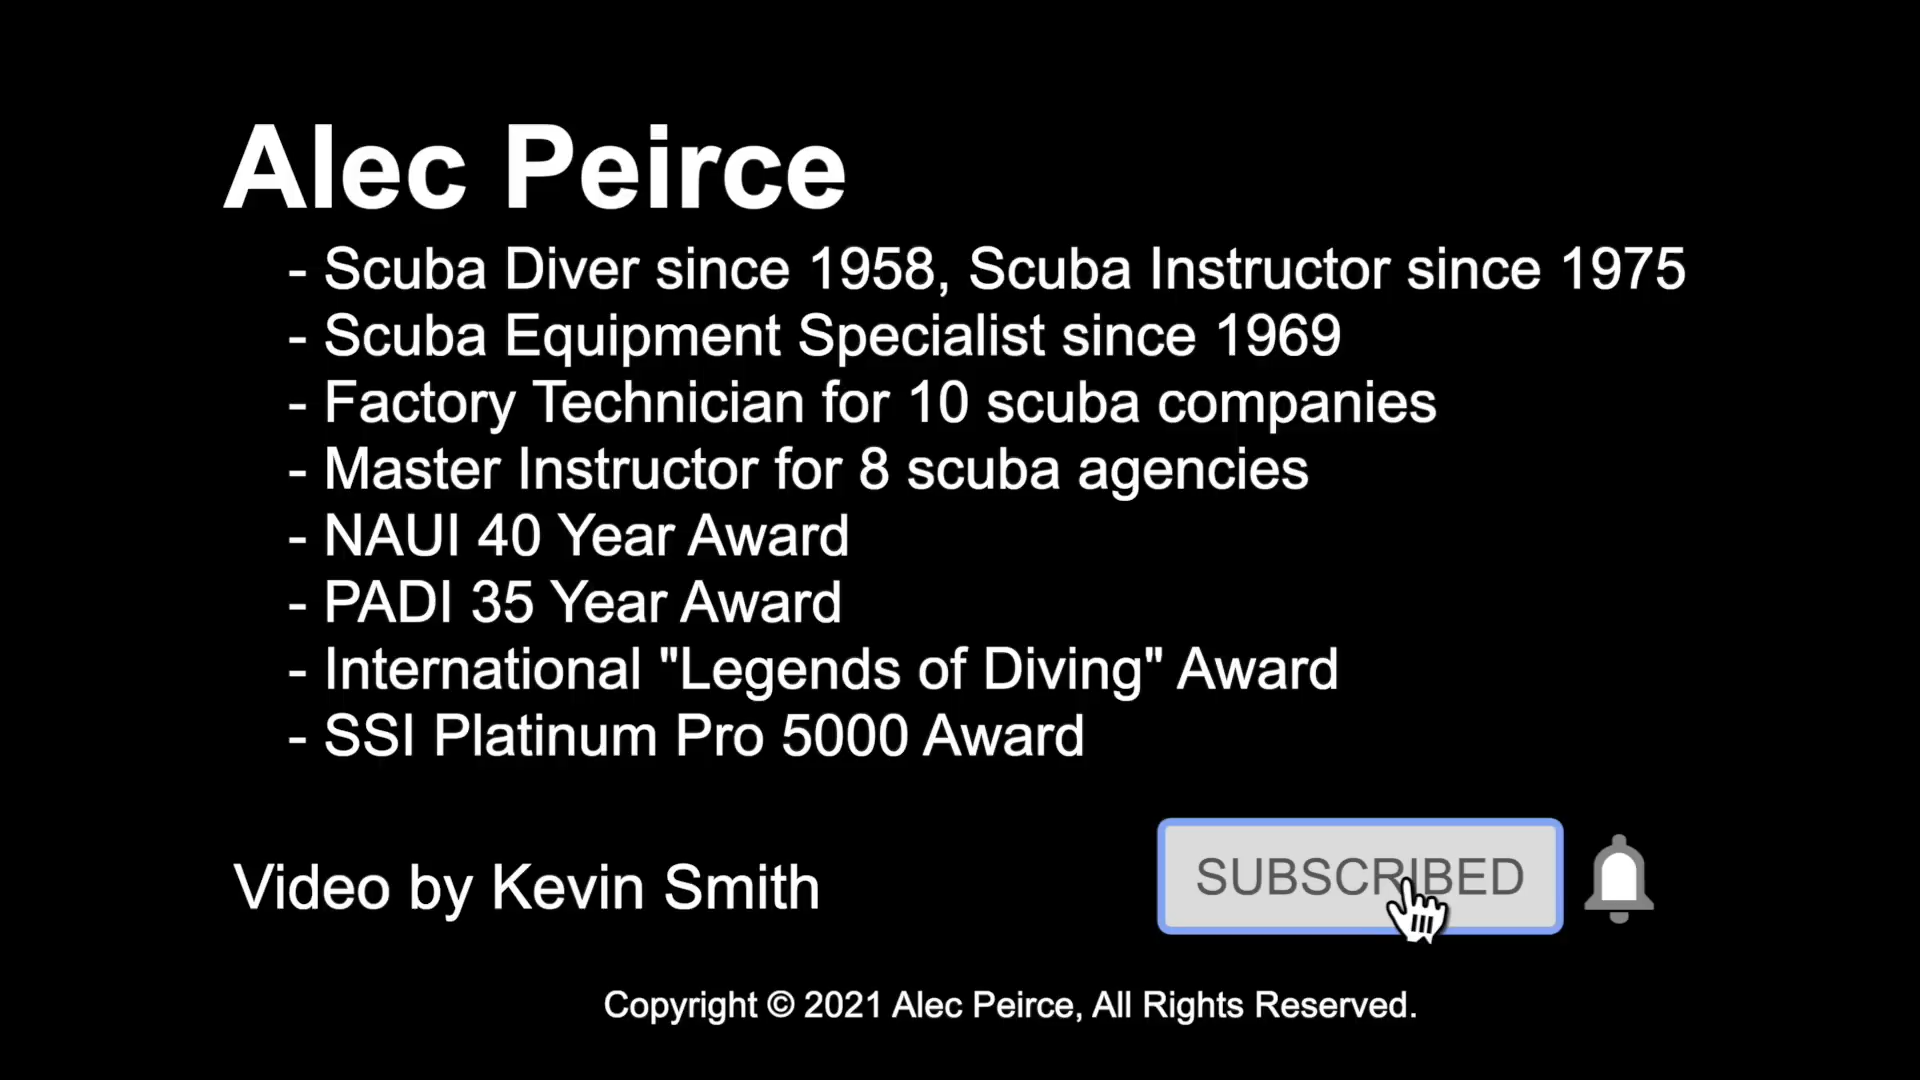 Alec Peirce
- Scuba Diver since 1958, Scuba Instructor since 1975
- Scuba Equipment Specialist since 1969
- Factory Technician for 10 scuba companies
- Master Instructor for 8 scuba agencies
- NAUI 40 Year Award
- PADI 35 Year Award
- International "Legends of Diving" Award
- SSI Platinum Pro 5000 Award
Video by Kevin Smith
SUBSCRIBED
Copyright © 2021 Alec Peirce, All Rights Reserved.